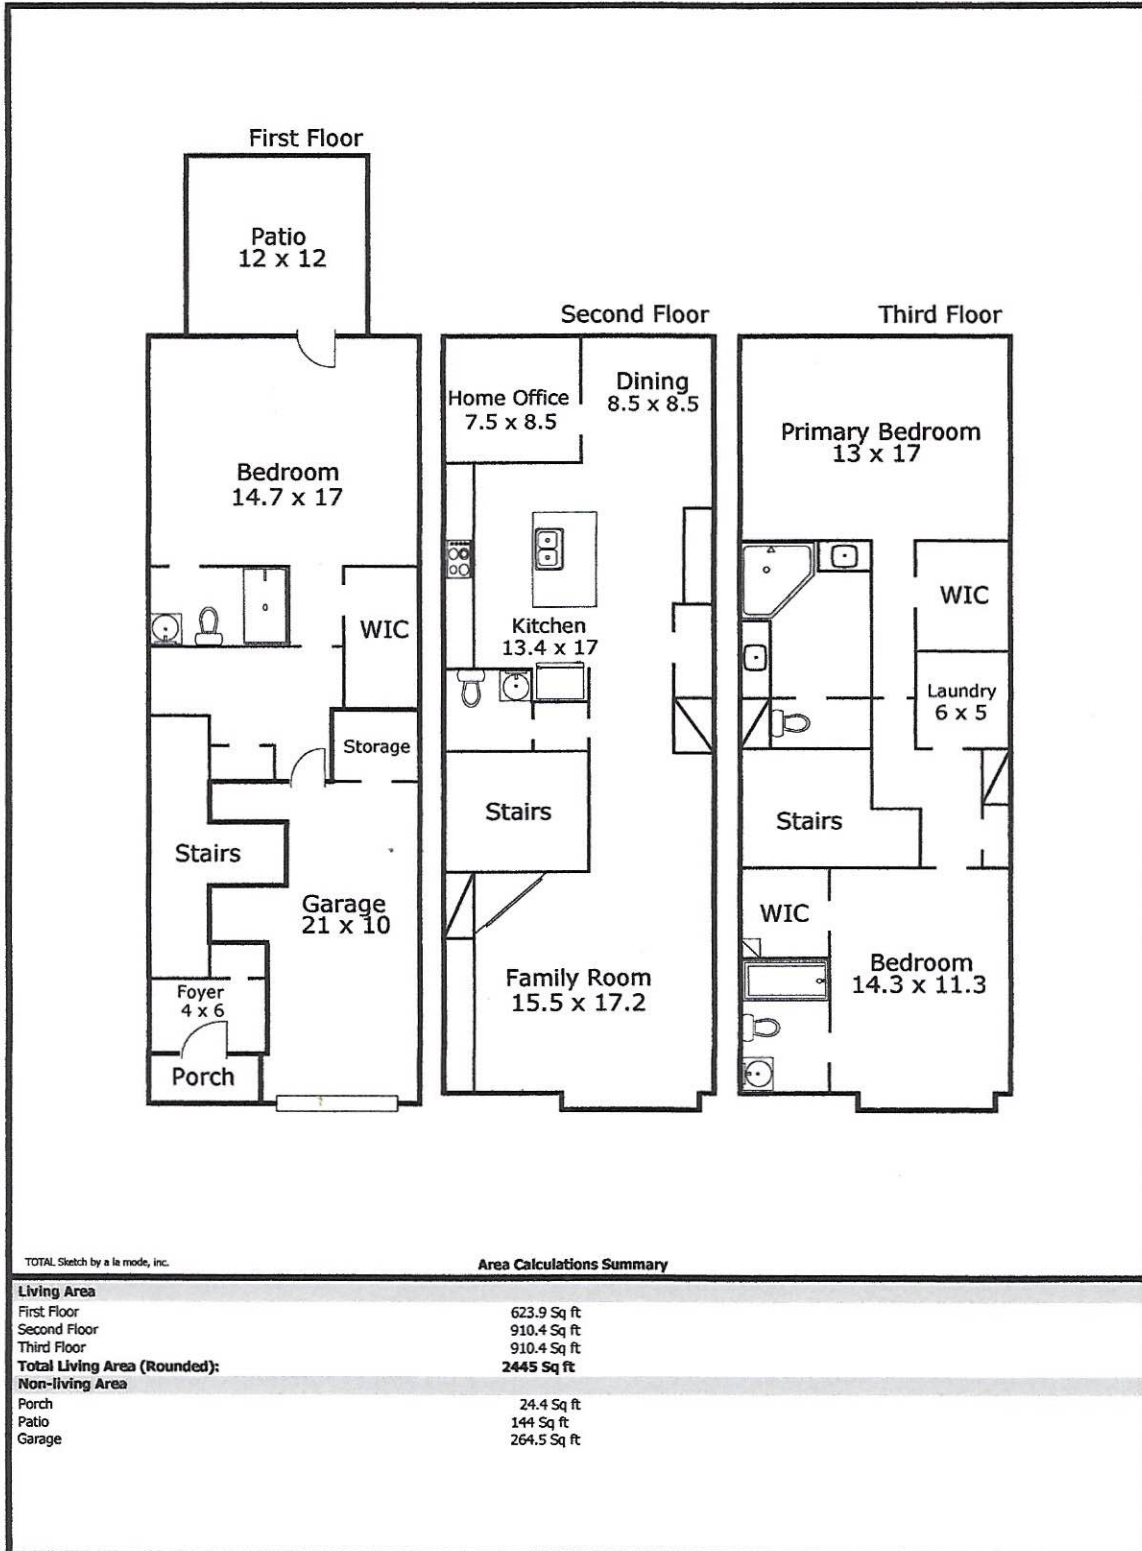 First Floor
Patio
12 x 12
Bedroom
14.7 x 17
WIC
Storage
Stairs
Garage
21 x 10
Foyer
4 x 6
Porch
Second Floor
Home Office
7.5 x 8.5
Dining
8.5 x 8.5
Kitchen
13.4 x 17
Stairs
Family Room
15.5 x 17.2
Third Floor
Primary Bedroom
13 x 17
WIC
Laundry
6 x 5
Stairs
WIC
Bedroom
14.3 x 11.3
TOTAL Sketch by a la mode, inc.
Area Calculations Summary
Living Area
First Floor 623.9 Sq ft
Second Floor 910.4 Sq ft
Third Floor 910.4 Sq ft
Total Living Area (Rounded): 2445 Sq ft
Non-living Area
Porch 24.4 Sq ft
Patio 144 Sq ft
Garage 264.5 Sq ft